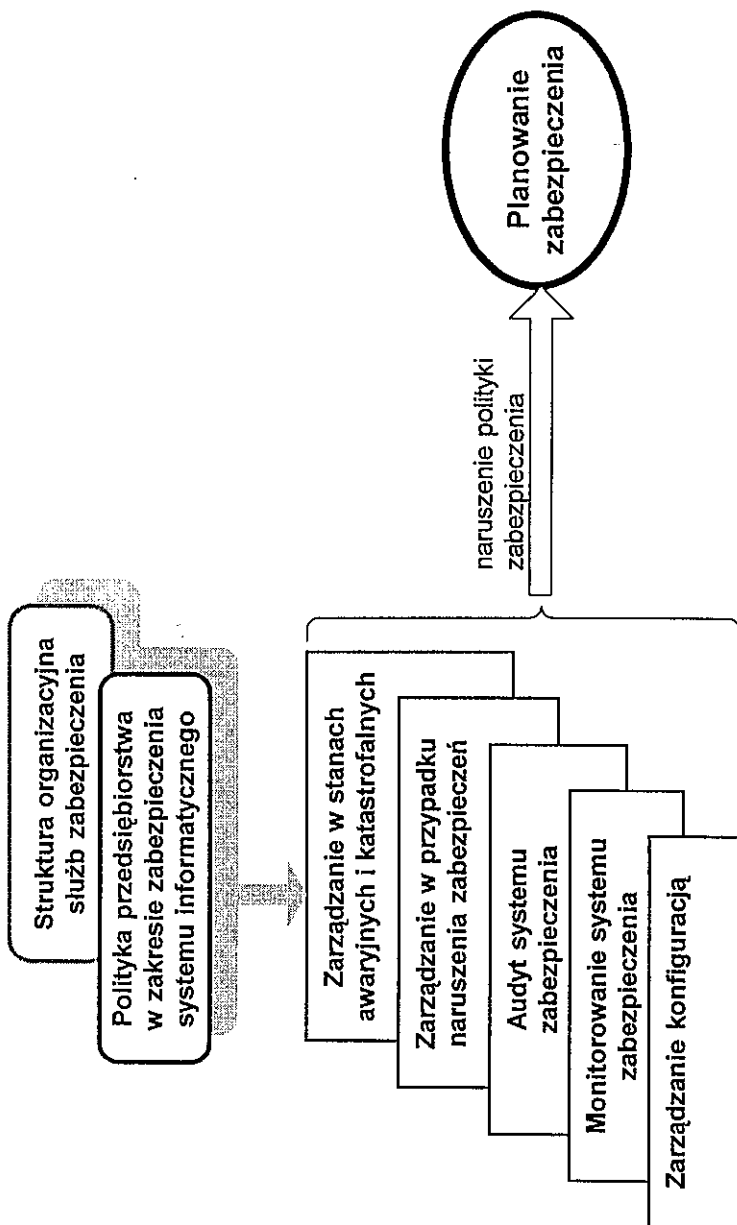 Struktura organizacyjna
służb zabezpieczenia
Polityka przedsiębiorstwa
w zakresie zabezpieczenia
systemu informatycznego
Zarządzanie w stanach
awaryjnych i katastrofalnych
Zarządzanie w przypadku
naruszenia zabezpieczeń
Audyt systemu
zabezpieczenia
Monitorowanie systemu
zabezpieczenia
Zarządzanie konfiguracją
naruszenie polityki
zabezpieczenia
Planowanie
zabezpieczenia